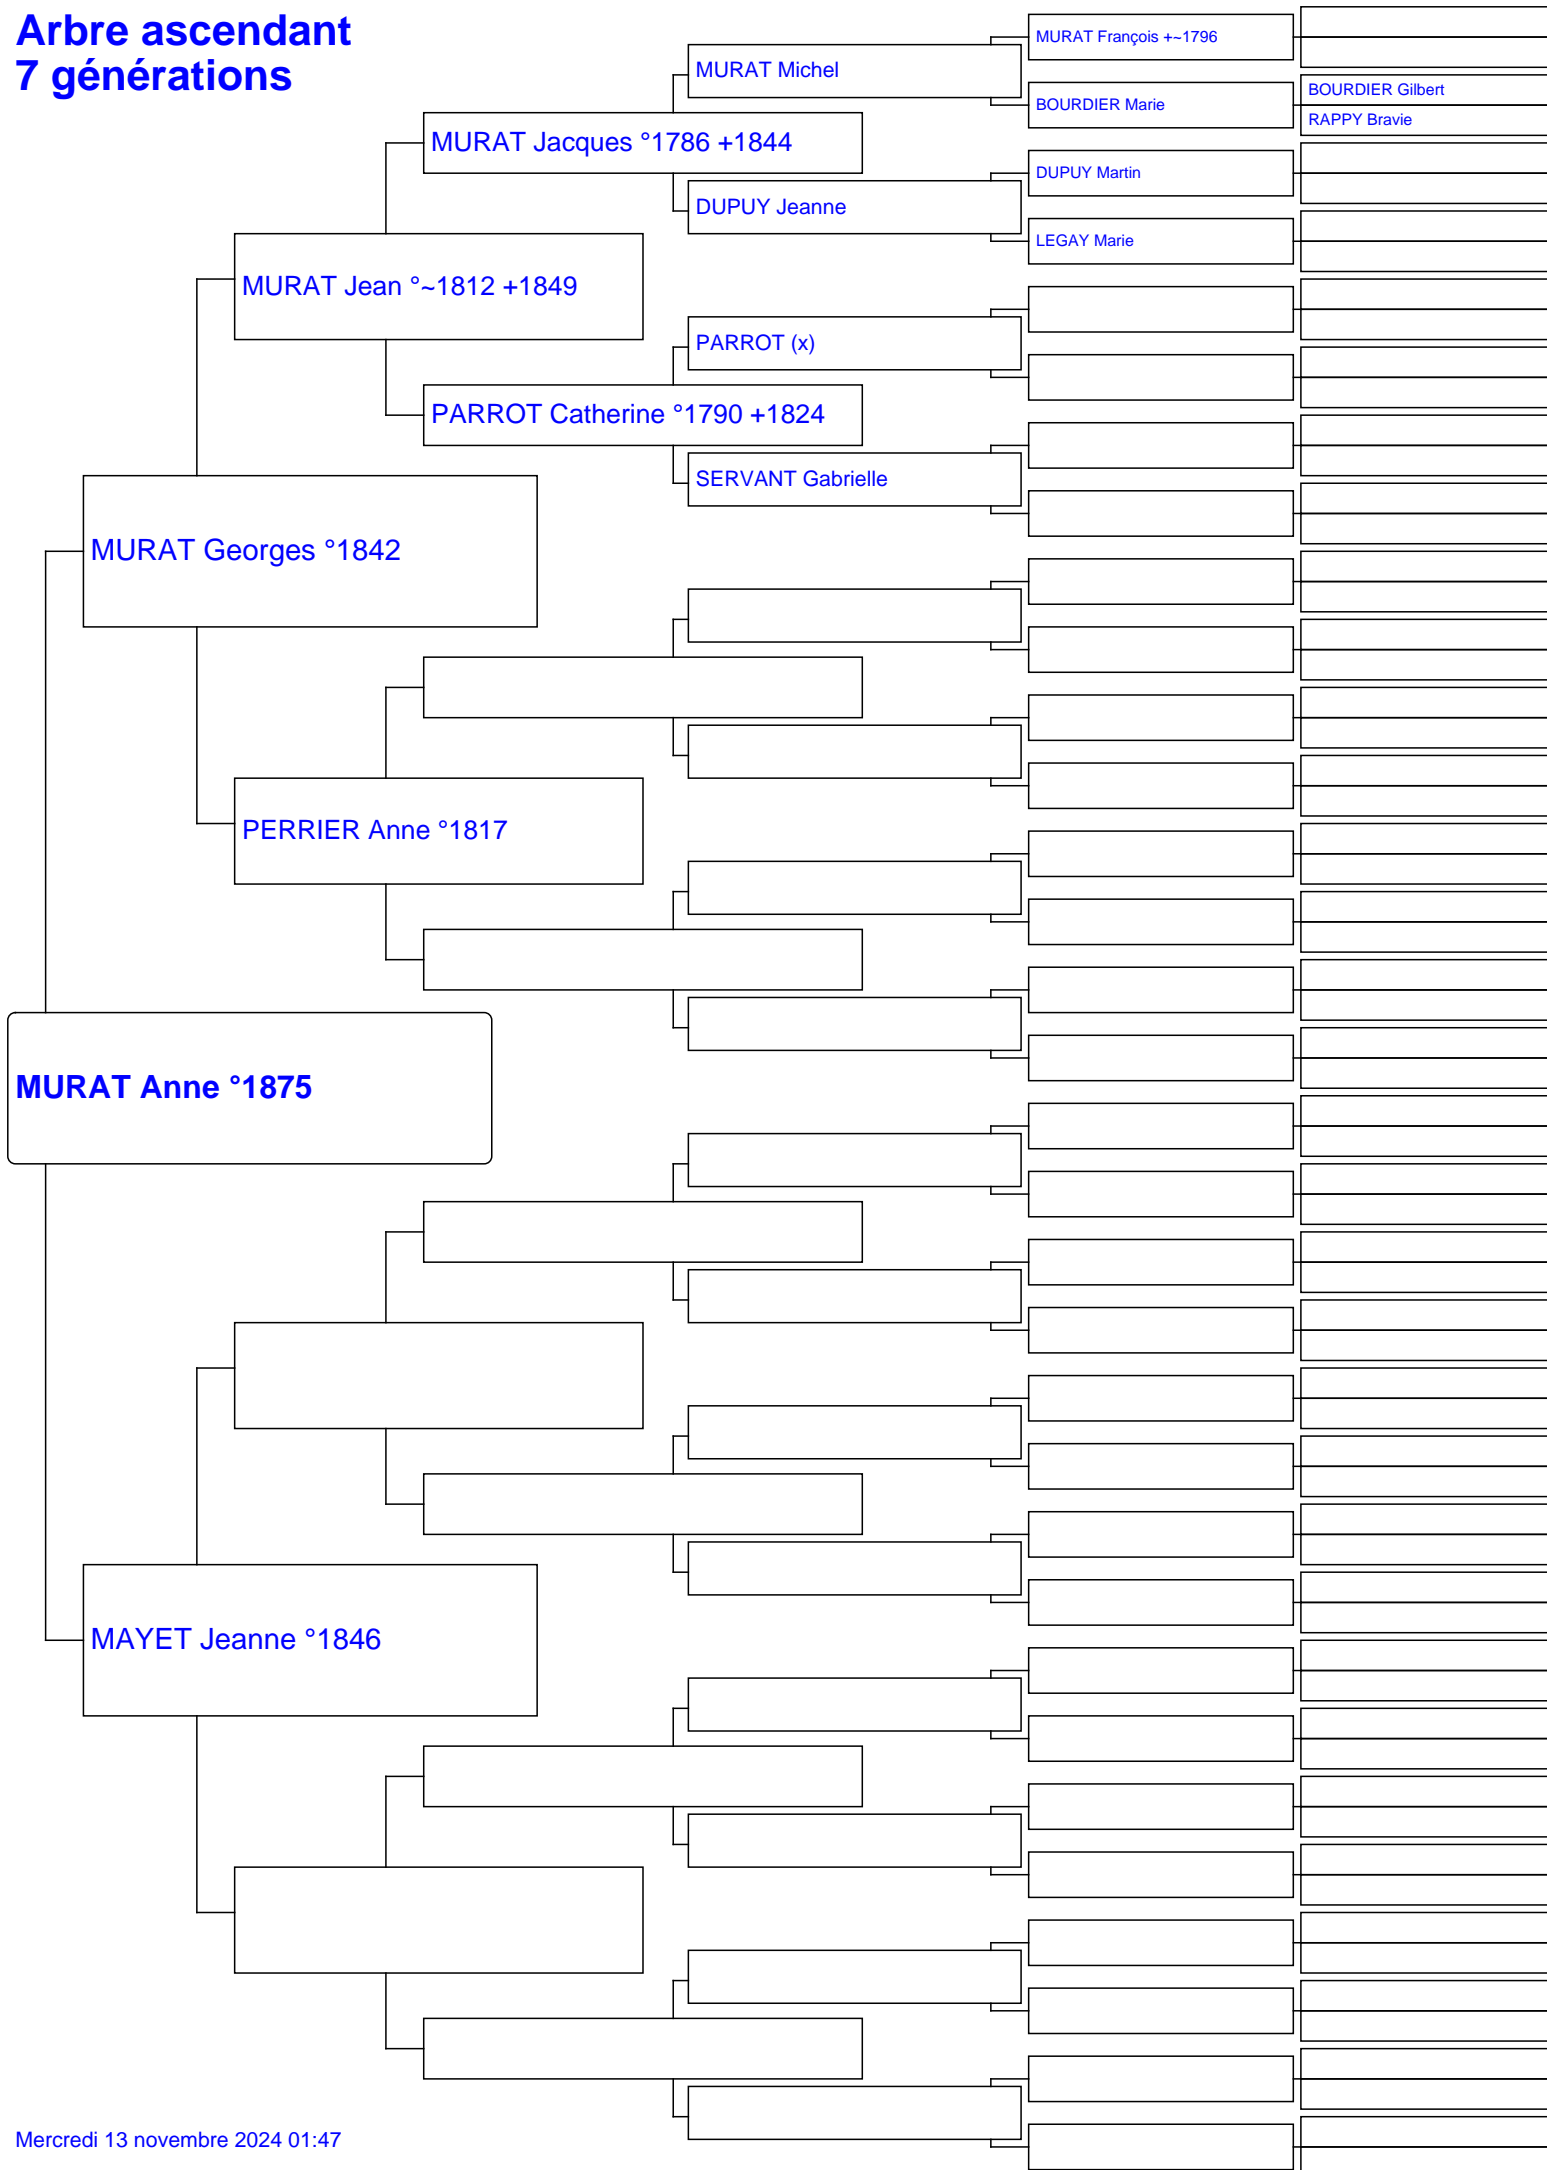 Arbre ascendant
7 générations
MURAT François +~1796
MURAT Michel
BOURDIER Gilbert
BOURDIER Marie
RAPPY Bravie
MURAT Jacques °1786 +1844
DUPUY Martin
DUPUY Jeanne
LEGAY Marie
MURAT Jean °~1812 +1849
PARROT (x)
PARROT Catherine °1790 +1824
SERVANT Gabrielle
MURAT Georges °1842
PERRIER Anne °1817
MURAT Anne °1875
MAYET Jeanne °1846
Mercredi 13 novembre 2024 01:47